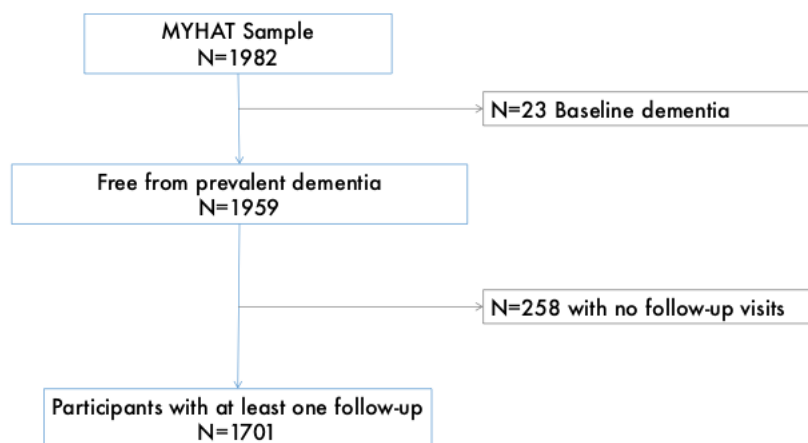 MYHAT Sample
N=1982
N=23 Baseline dementia
Free from prevalent dementia
N=1959
N=258 with no follow-up visits
Participants with at least one follow-up
N=1701